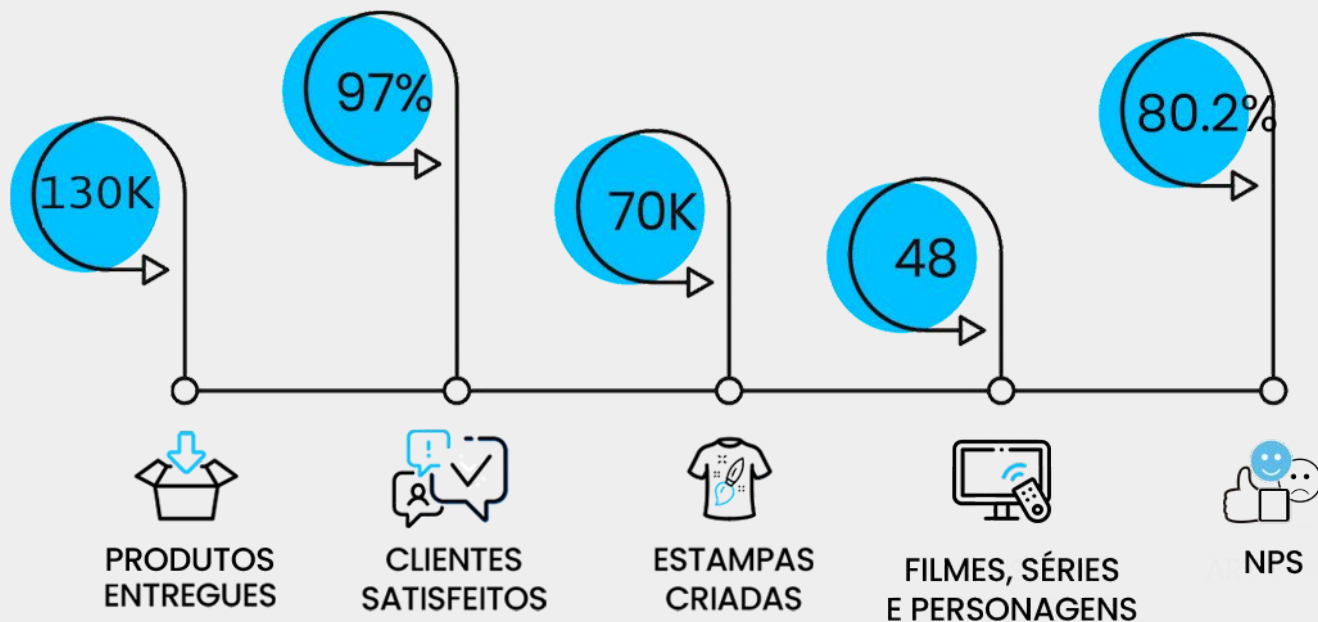 130K
97%
70K
48
80.2%
PRODUTOS
ENTREGUES
CLIENTES
SATISFEITOS
ESTAMPAS
CRIADAS
FILMES, SÉRIES
E PERSONAGENS
NPS